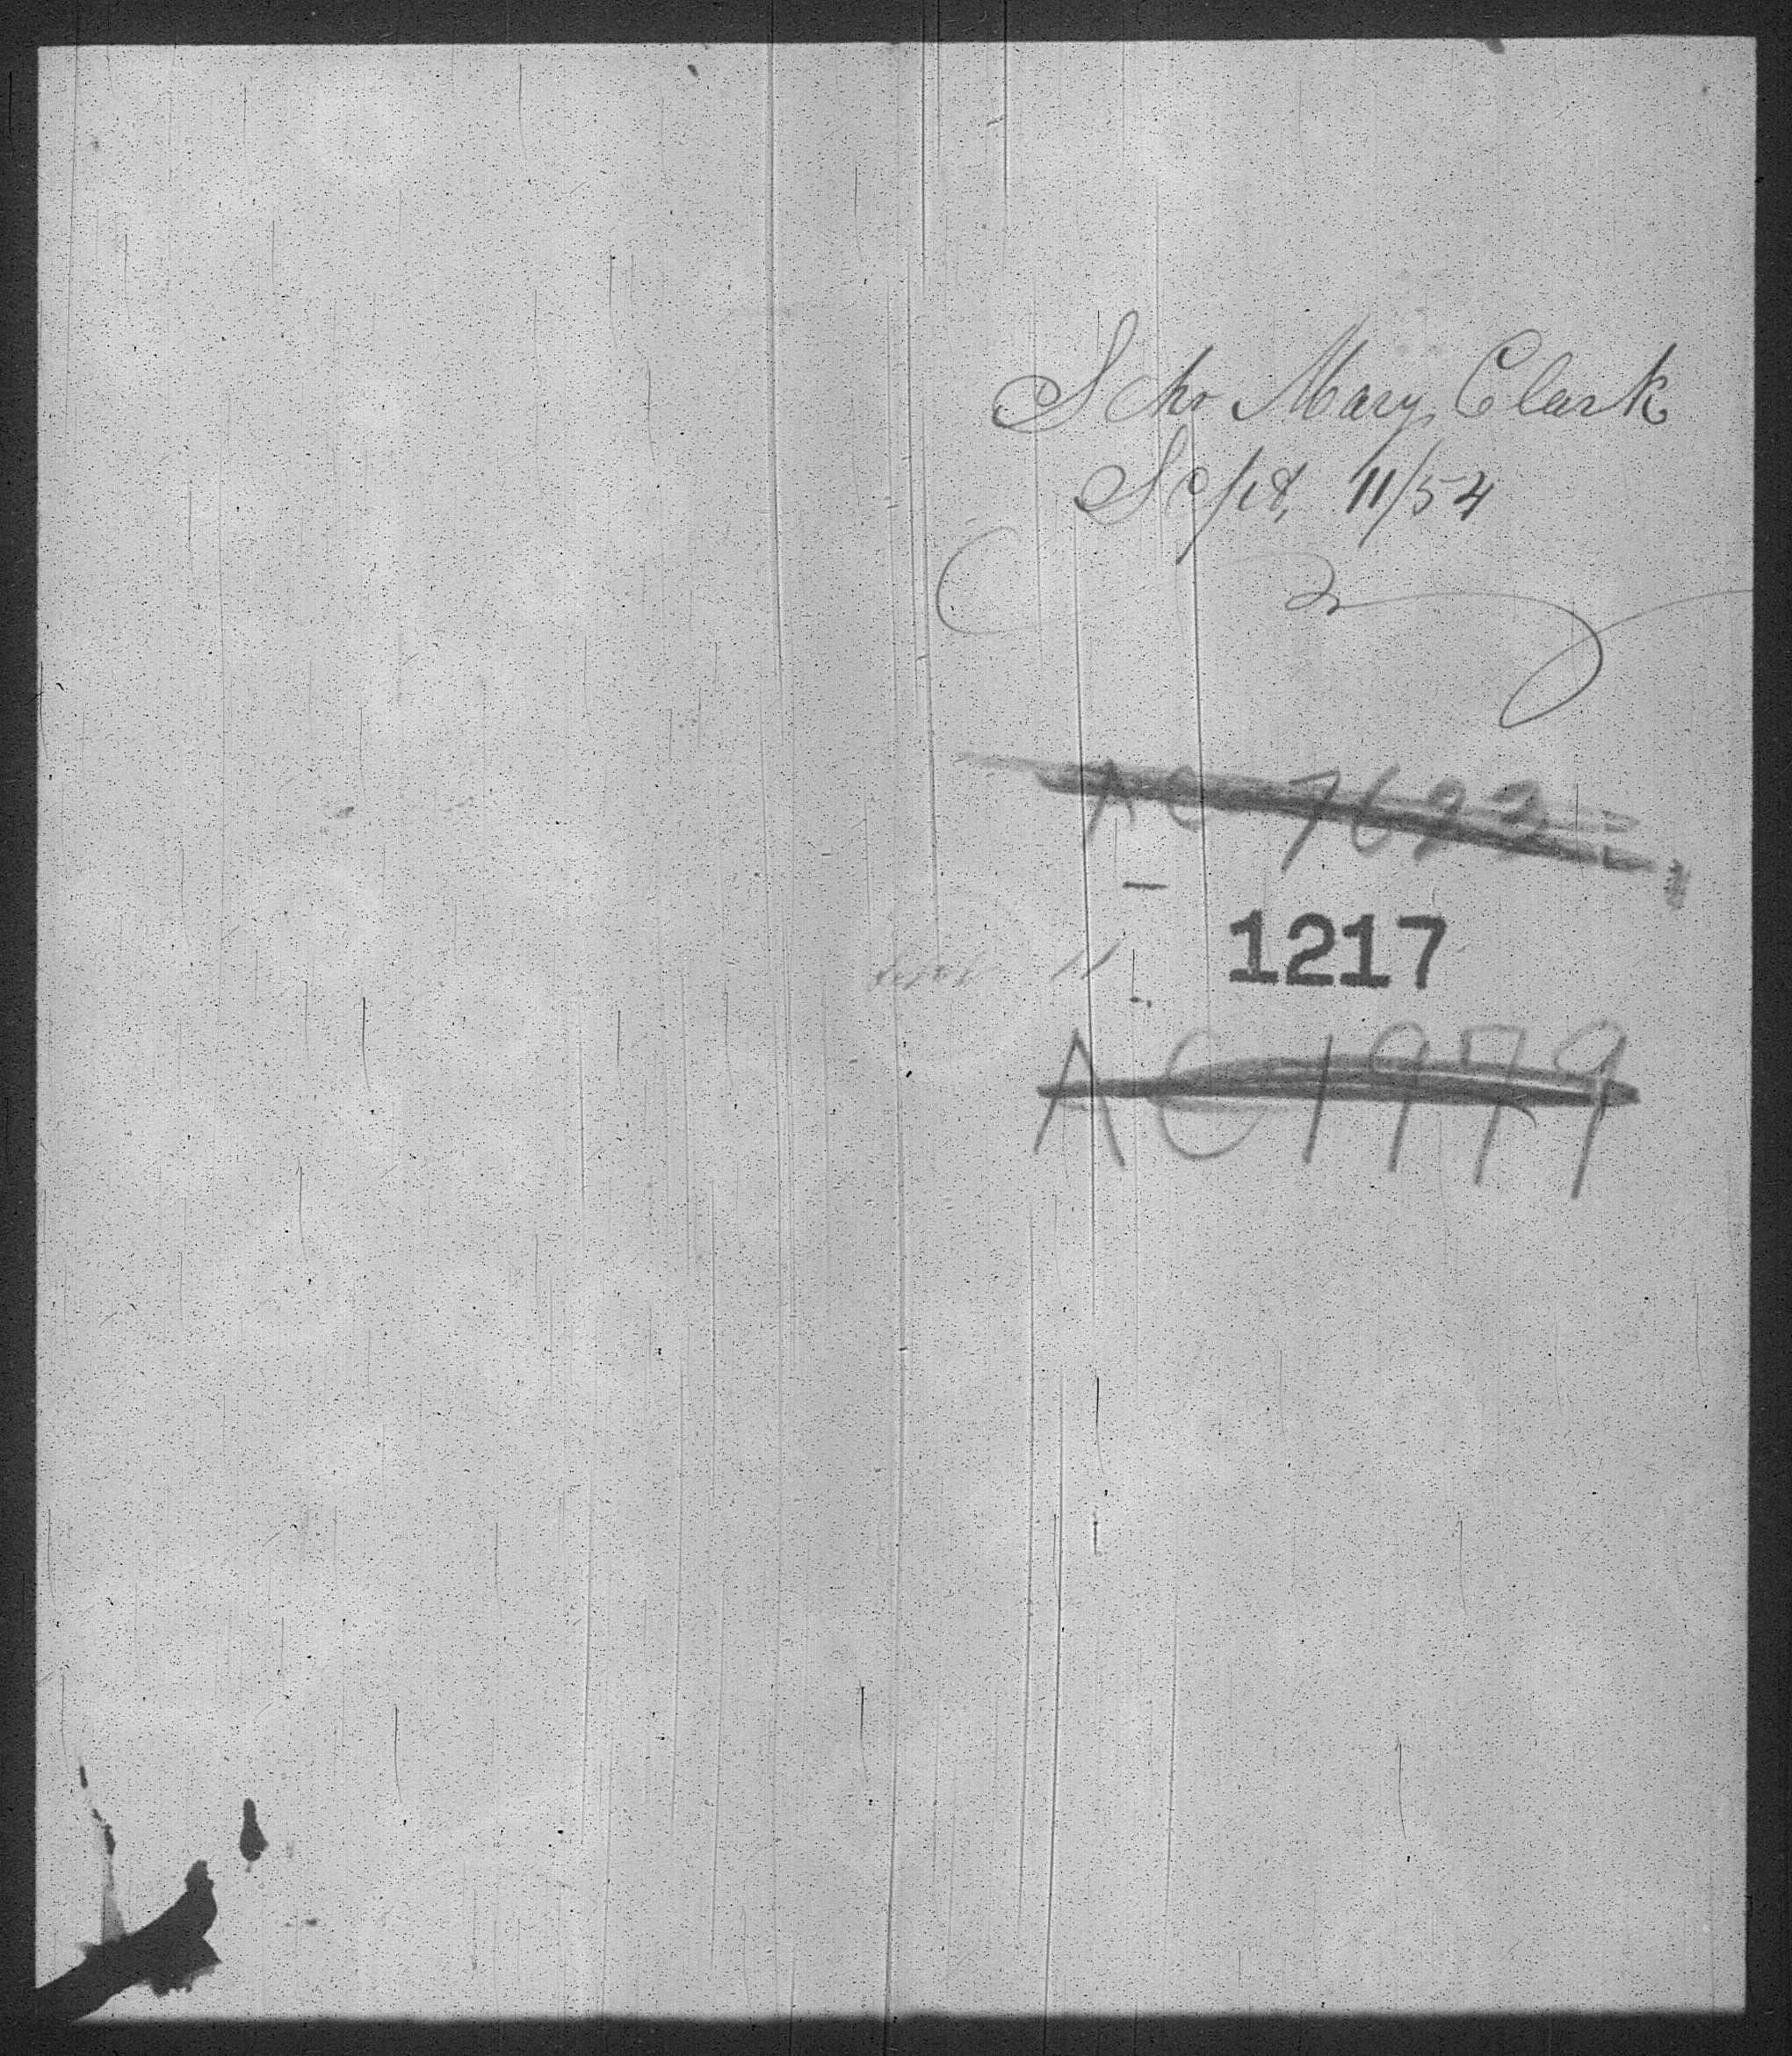 Schr Mary Clark
Sept, 11/54
AC 7623
1217
AC 1979